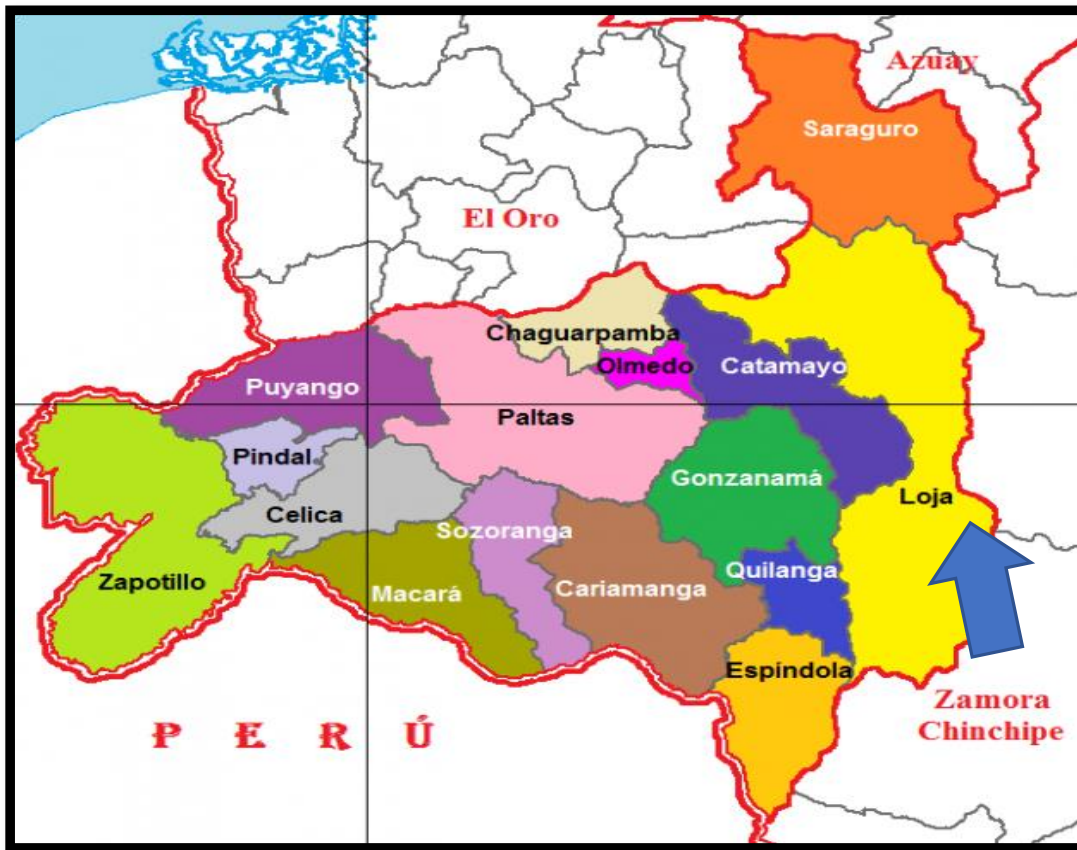 Azuay
Saraguro
El Oro
Chaguarpamba
Olmedo
Catamayo
Puyango
Paltas
Pindal
Gonzanamá
Loja
Celica
Sozoranga
Quilanga
Zapotillo
Macará
Cariamanga
Espíndola
Zamora
Chinchipe
P E R Ú